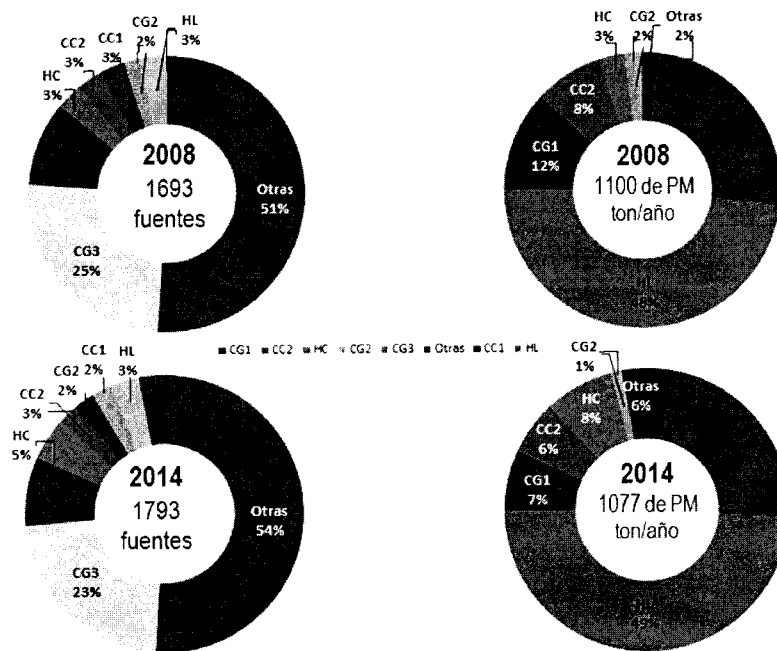 HL
3%
CG2
2%
CC1
3%
CC2
3%
HC
3%
2008
1693
fuentes
Otras
51%
CG3
25%
HC
3%
CG2
2%
Otras
2%
CC2
8%
CG1
12%
2008
1100 de PM
ton/año
HL
48%
CG1 CC2 HC CG2 CG3 Otras CC1 HL
HL
3%
CC1
2%
CG2
2%
CC2
3%
HC
5%
2014
1793
fuentes
Otras
54%
CG3
23%
CG2
1%
Otras
6%
HC
8%
CC2
6%
CG1
7%
2014
1077 de PM
ton/año
49%